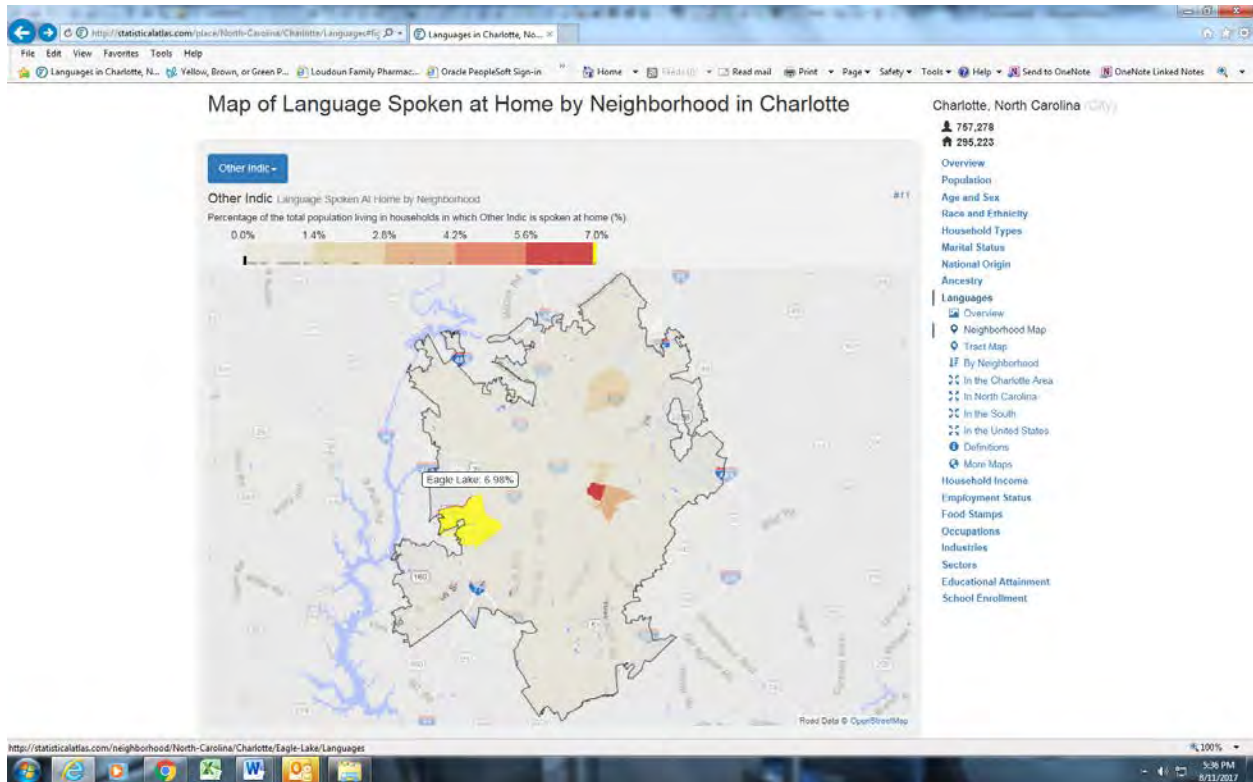 http://statisticalatlas.com/place/North-Carolina/Charlotte/Languages#fig
Languages in Charlotte, No...
File Edit View Favorites Tools Help
Languages in Charlotte, N... Yellow, Brown, or Green P... Loudoun Family Pharmac... Oracle PeopleSoft Sign-in Home Read mail Print Page Safety Tools Help Send to OneNote OneNote Linked Notes
Map of Language Spoken at Home by Neighborhood in Charlotte
Other Indic
Other Indic Language Spoken At Home by Neighborhood
#11
Percentage of the total population living in households in which Other Indic is spoken at home (%)
0.0% 1.4% 2.8% 4.2% 5.6% 7.0%
Eagle Lake: 6.98%
160
Road Data © OpenStreetMap
Charlotte, North Carolina (City)
757,278
295,223
Overview
Population
Age and Sex
Race and Ethnicity
Household Types
Marital Status
National Origin
Ancestry
Languages
Overview
Neighborhood Map
Tract Map
By Neighborhood
In the Charlotte Area
In North Carolina
In the South
In the United States
Definitions
More Maps
Household Income
Employment Status
Food Stamps
Occupations
Industries
Sectors
Educational Attainment
School Enrollment
http://statisticalatlas.com/neighborhood/North-Carolina/Charlotte/Eagle-Lake/Languages
100%
5:36 PM
8/11/2017